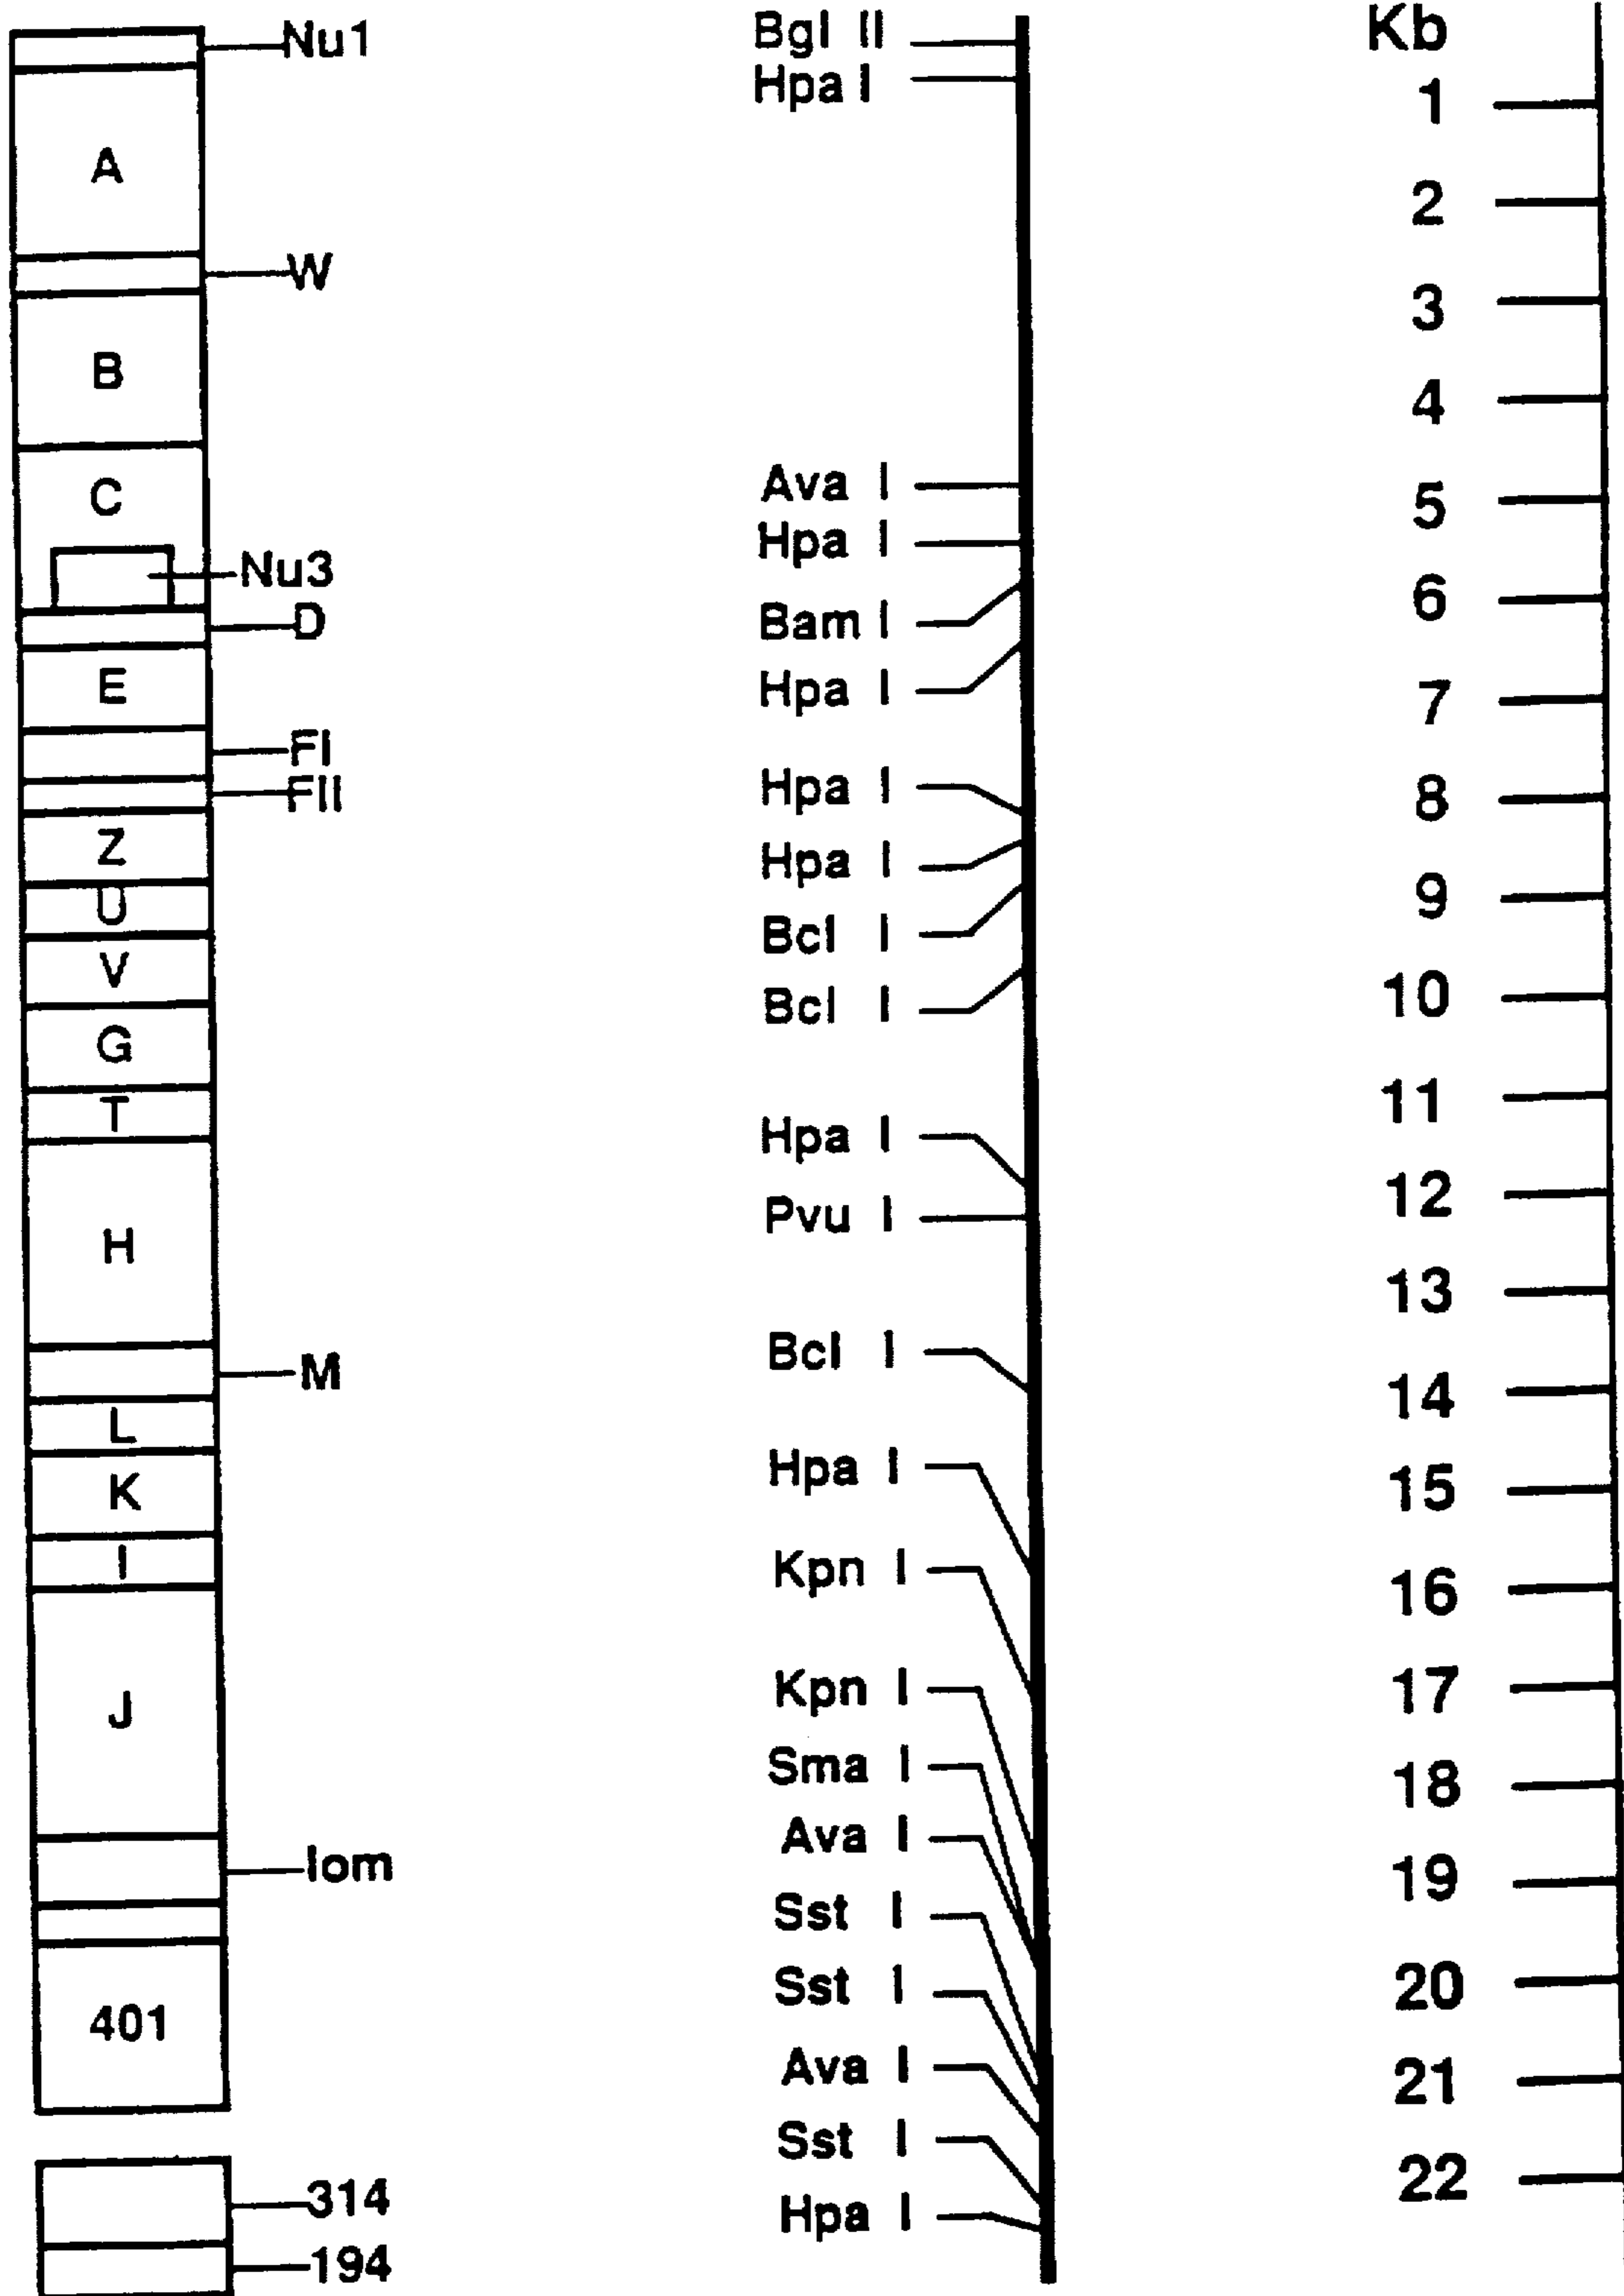 Nu1
A
W
B
C
Nu3
D
E
FI
FII
Z
U
V
G
T
H
M
L
K
I
J
lom
401
314
194
Bgl II
Hpa I
Ava I
Hpa I
Bam I
Hpa I
Hpa I
Hpa I
Bcl I
Bcl I
Hpa I
Pvu I
Bcl I
Hpa I
Kpn I
Kpn I
Sma I
Ava I
Sst I
Sst I
Ava I
Sst I
Hpa I
Kb
1
2
3
4
5
6
7
8
9
10
11
12
13
14
15
16
17
18
19
20
21
22